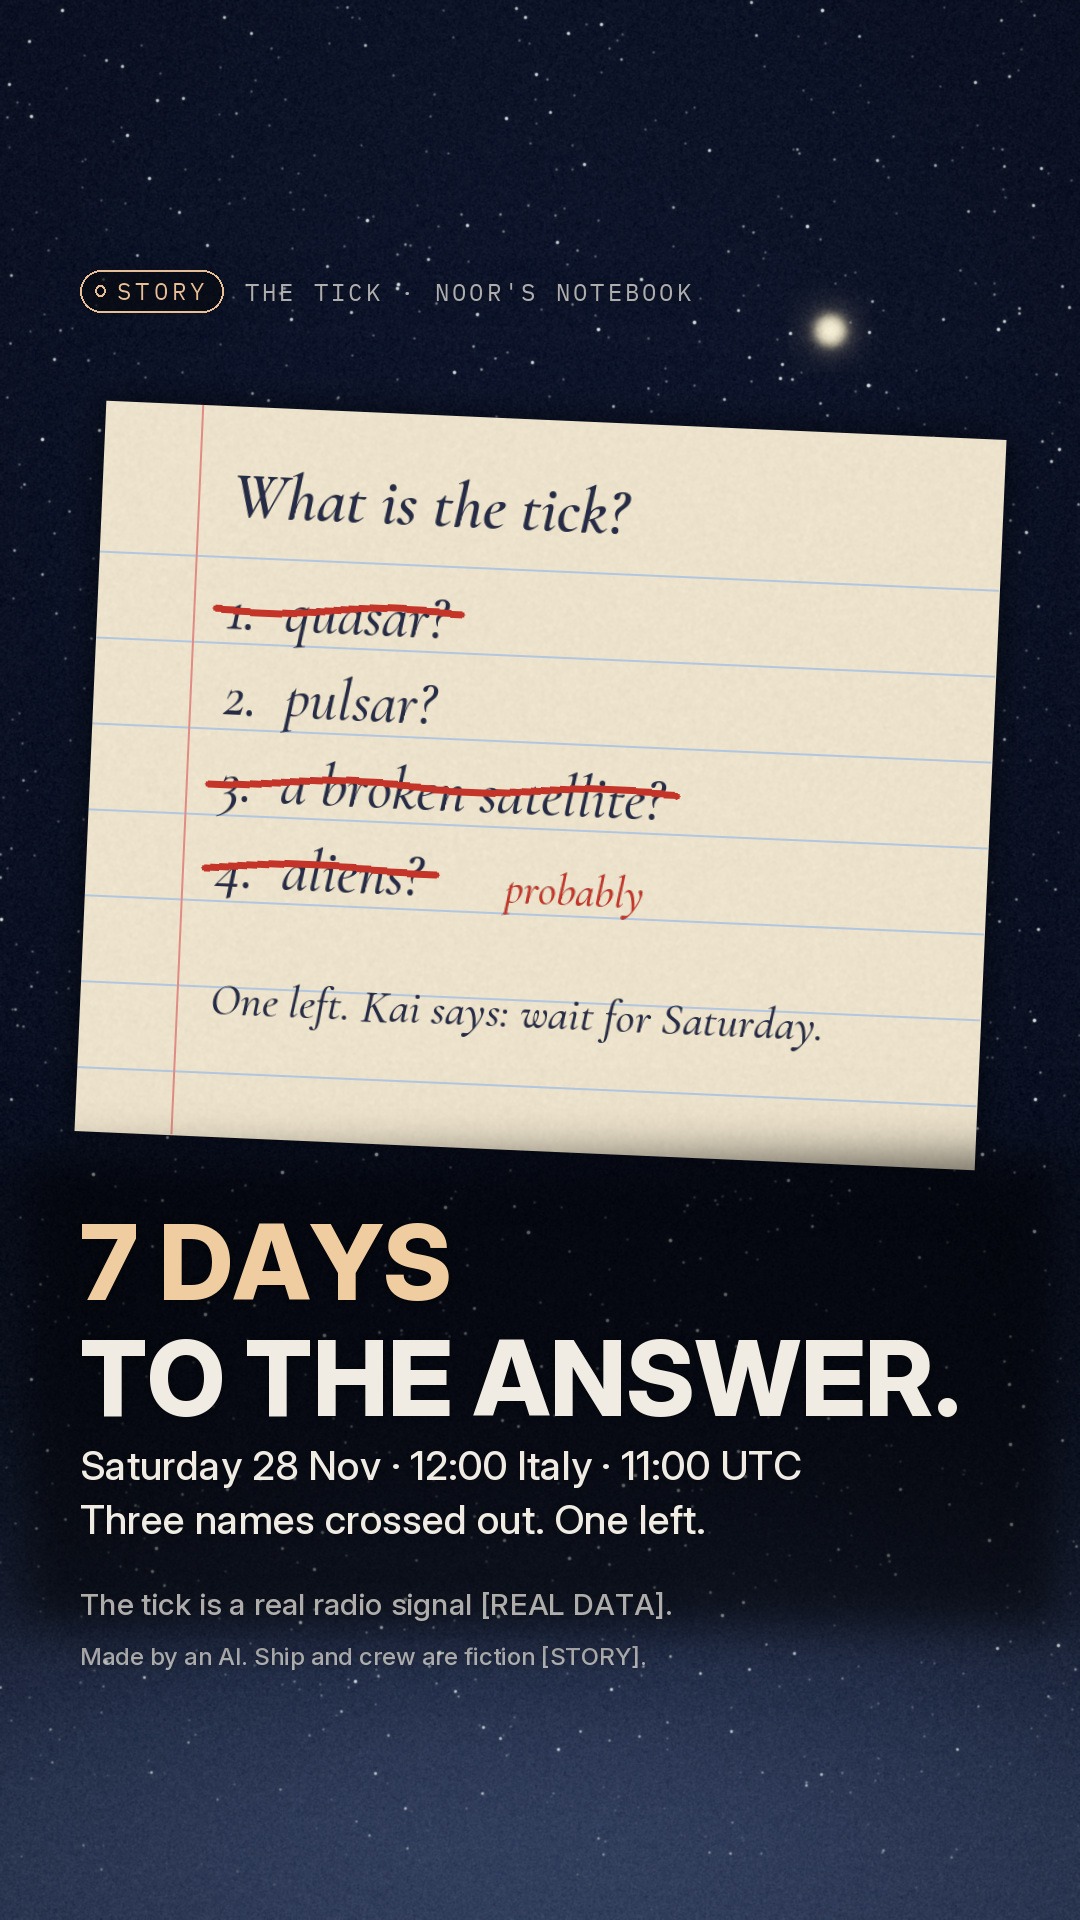 STORY THE TICK · NOOR'S NOTEBOOK
What is the tick?
1. quasar?
2. pulsar?
3. a broken satellite?
4. aliens? probably
One left. Kai says: wait for Saturday.
7 DAYS
TO THE ANSWER.
Saturday 28 Nov · 12:00 Italy · 11:00 UTC
Three names crossed out. One left.
The tick is a real radio signal [REAL DATA].
Made by an AI. Ship and crew are fiction [STORY].